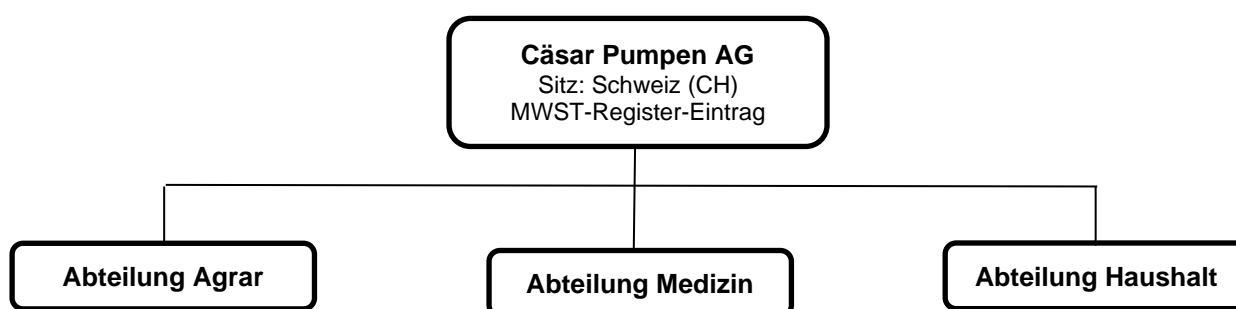 Cäsar Pumpen AG
Sitz: Schweiz (CH)
MWST-Register-Eintrag
Abteilung Agrar
Abteilung Medizin
Abteilung Haushalt